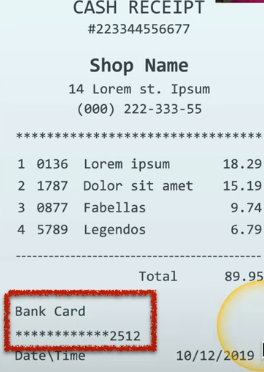 CASH RECEIPT
#223344556677
Shop Name
14 Lorem st. Ipsum
(000) 222-333-55
********************************
1 0136 Lorem ipsum 18.29
2 1787 Dolor sit amet 15.19
3 0877 Fabellas 9.74
4 5789 Legendos 6.79
--------------------------------
Total 89.95
Bank Card
************2512
Date\Time 10/12/2019